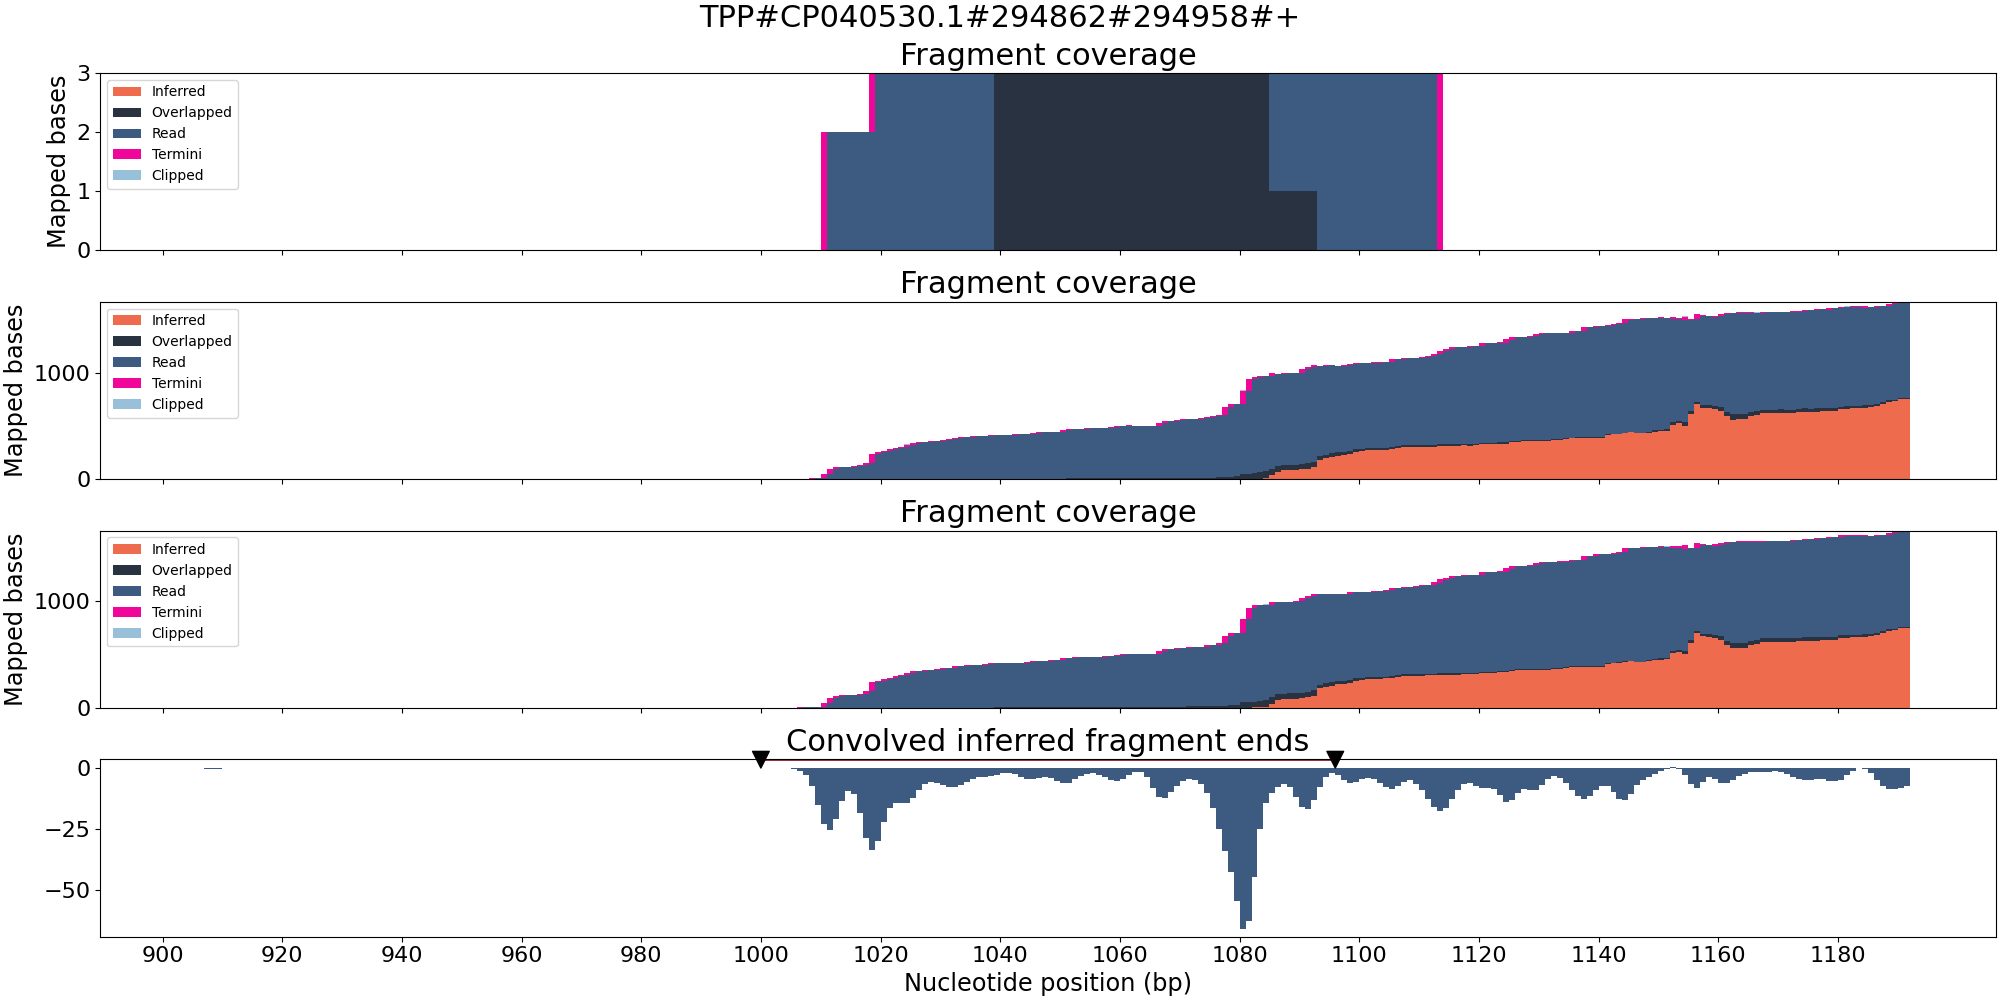 TPP#CP040530.1#294862#294958#+
Fragment coverage
Mapped bases
3
2
1
0
Inferred
Overlapped
Read
Termini
Clipped
Fragment coverage
Mapped bases
1000
0
Inferred
Overlapped
Read
Termini
Clipped
Fragment coverage
Mapped bases
1000
0
Inferred
Overlapped
Read
Termini
Clipped
Convolved inferred fragment ends
0
−25
−50
900 920 940 960 980 1000 1020 1040 1060 1080 1100 1120 1140 1160 1180
Nucleotide position (bp)